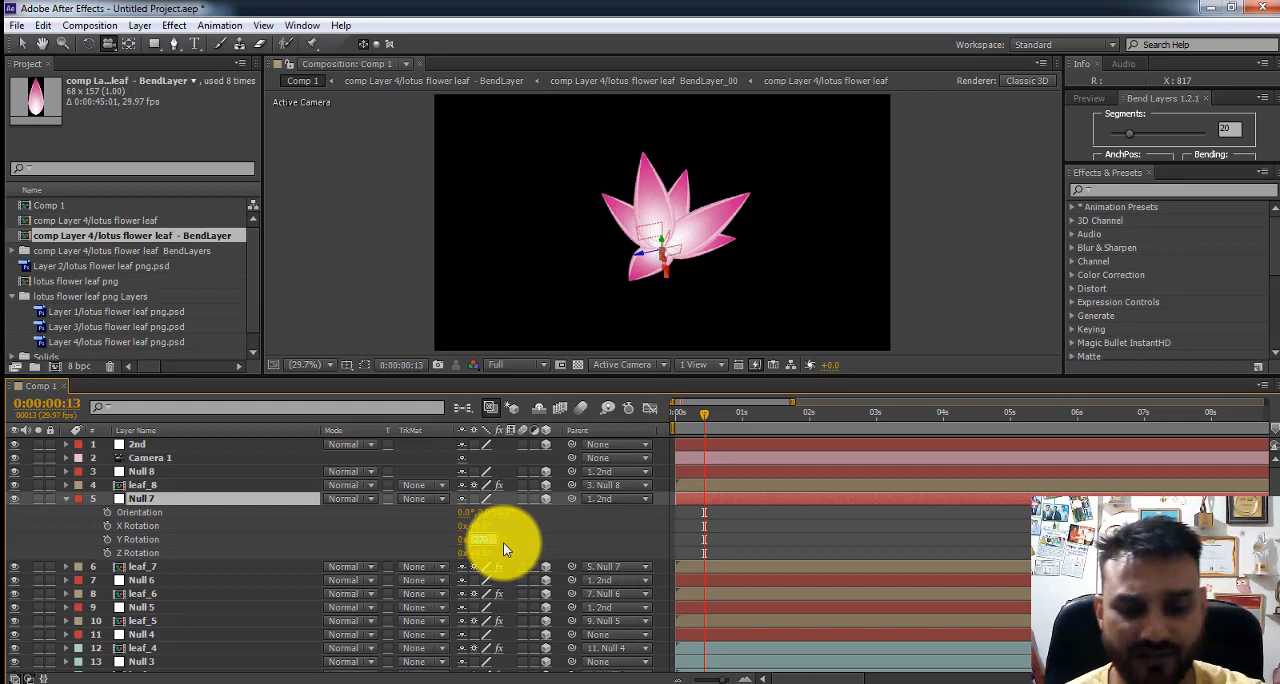 Adobe After Effects - Untitled Project.aep *
File Edit Composition Layer Effect Animation View Window Help
Workspace: Standard
Search Help
Project
comp La...leaf - BendLayer , used 8 times
68 x 157 (1.00)
Δ 0:00:45:01, 29.97 fps
Name
Comp 1
comp Layer 4/lotus flower leaf
comp Layer 4/lotus flower leaf - BendLayer
comp Layer 4/lotus flower leaf BendLayers
Layer 2/lotus flower leaf png.psd
lotus flower leaf png
lotus flower leaf png Layers
Layer 1/lotus flower leaf png.psd
Layer 3/lotus flower leaf png.psd
Layer 4/lotus flower leaf png.psd
Solids
8 bpc
Composition: Comp 1
Comp 1 comp Layer 4/lotus flower leaf - BendLayer comp Layer 4/lotus flower leaf BendLayer_00 comp Layer 4/lotus flower leaf
Renderer: Classic 3D
Active Camera
(29.7%) 0:00:00:13 Full Active Camera 1 View +0.0
Info Audio
R : X : 817
Preview Bend Layers 1.2.1
Segments:
20
AnchPos: Bending:
Effects & Presets
* Animation Presets
3D Channel
Audio
Blur & Sharpen
Channel
Color Correction
Distort
Expression Controls
Generate
Keying
Magic Bullet InstantHD
Matte
Comp 1
0:00:00:13
00013 (29.97 fps)
# Layer Name Mode T TrkMat fx Parent
:00s 01s 02s 03s 04s 05s 06s 07s 08s
1 2nd Normal None
2 Camera 1 None
3 Null 8 Normal None 1. 2nd
4 leaf_8 Normal None fx 3. Null 8
5 Null 7 Normal None 1. 2nd
Orientation
X Rotation
Y Rotation 0x 270
Z Rotation
6 leaf_7 Normal None fx 5. Null 7
7 Null 6 Normal None 1. 2nd
8 leaf_6 Normal None fx 7. Null 6
9 Null 5 Normal None 1. 2nd
10 leaf_5 Normal None fx 9. Null 5
11 Null 4 Normal None None
12 leaf_4 Normal None fx 11. Null 4
13 Null 3 Normal None None